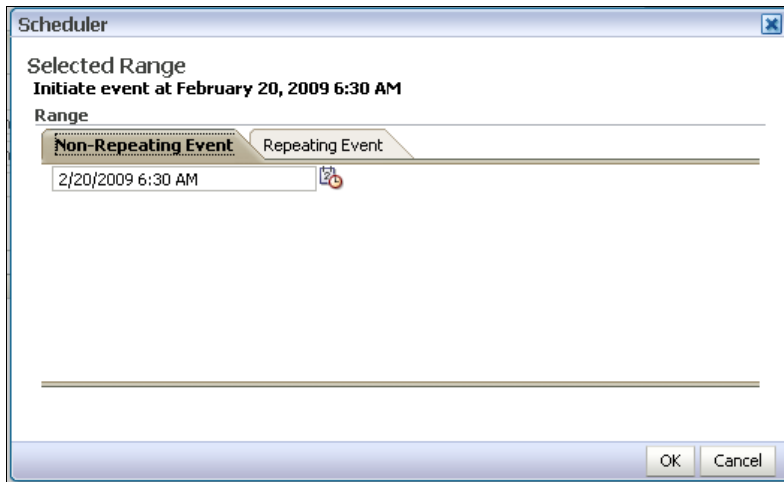 Scheduler
Selected Range
Initiate event at February 20, 2009 6:30 AM
Range
Non-Repeating Event Repeating Event
2/20/2009 6:30 AM
OK Cancel